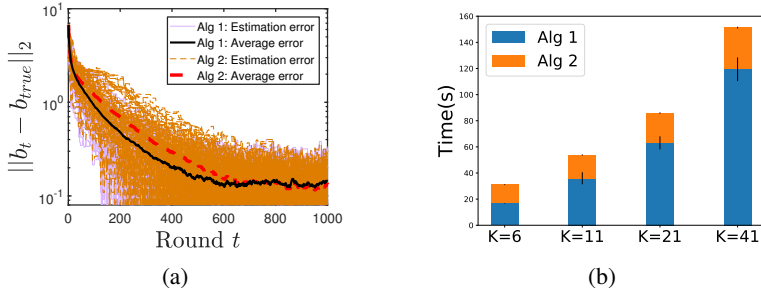 ||b_t − b_{true}||_2
10^1
10^0
10^{-1}
0 200 400 600 800 1000
Round t
Alg 1: Estimation error
Alg 1: Average error
Alg 2: Estimation error
Alg 2: Average error
(a)
Time(s)
160
140
120
100
80
60
40
20
0
K=6 K=11 K=21 K=41
Alg 1
Alg 2
(b)